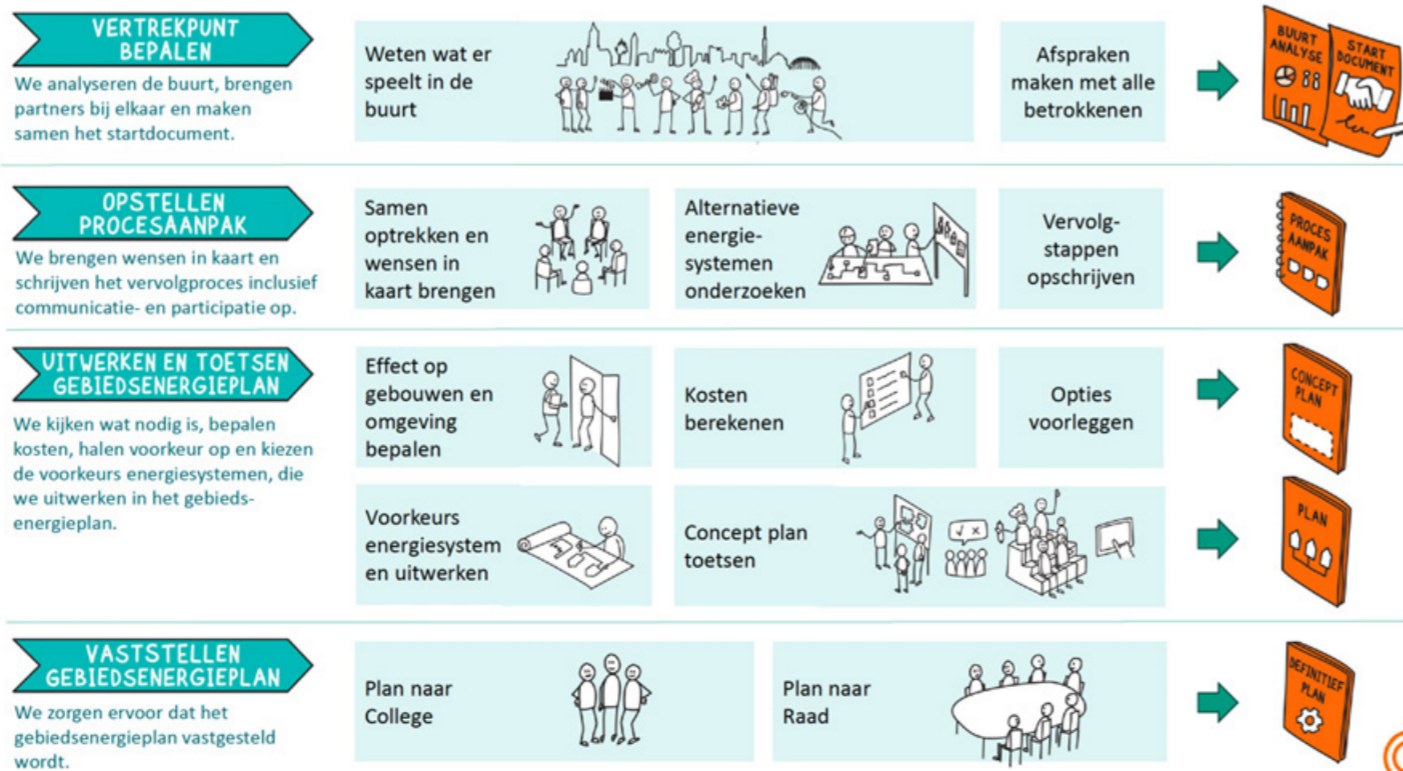 VERTREKPUNT
BEPALEN
We analyseren de buurt, brengen
partners bij elkaar en maken
samen het startdocument.
Weten wat er
speelt in de
buurt
Afspraken
maken met alle
betrokkenen
BUURT
ANALYSE
START
DOCUMENT
OPSTELLEN
PROCESAANPAK
We brengen wensen in kaart en
schrijven het vervolgproces inclusief
communicatie- en participatie op.
Samen
optrekken en
wensen in
kaart brengen
Alternatieve
energie-
systemen
onderzoeken
Vervolg-
stappen
opschrijven
PROCES
AANPAK
UITWERKEN EN TOETSEN
GEBIEDSENERGIEPLAN
We kijken wat nodig is, bepalen
kosten, halen voorkeur op en kiezen
de voorkeurs energiesystemen, die
we uitwerken in het gebieds-
energieplan.
Effect op
gebouwen en
omgeving
bepalen
Kosten
berekenen
Opties
voorleggen
CONCEPT
PLAN
Voorkeurs
energiesystem
en uitwerken
Concept plan
toetsen
PLAN
VASTSTELLEN
GEBIEDSENERGIEPLAN
We zorgen ervoor dat het
gebiedsenergieplan vastgesteld
wordt.
Plan naar
College
Plan naar
Raad
DEFINITIEF
PLAN